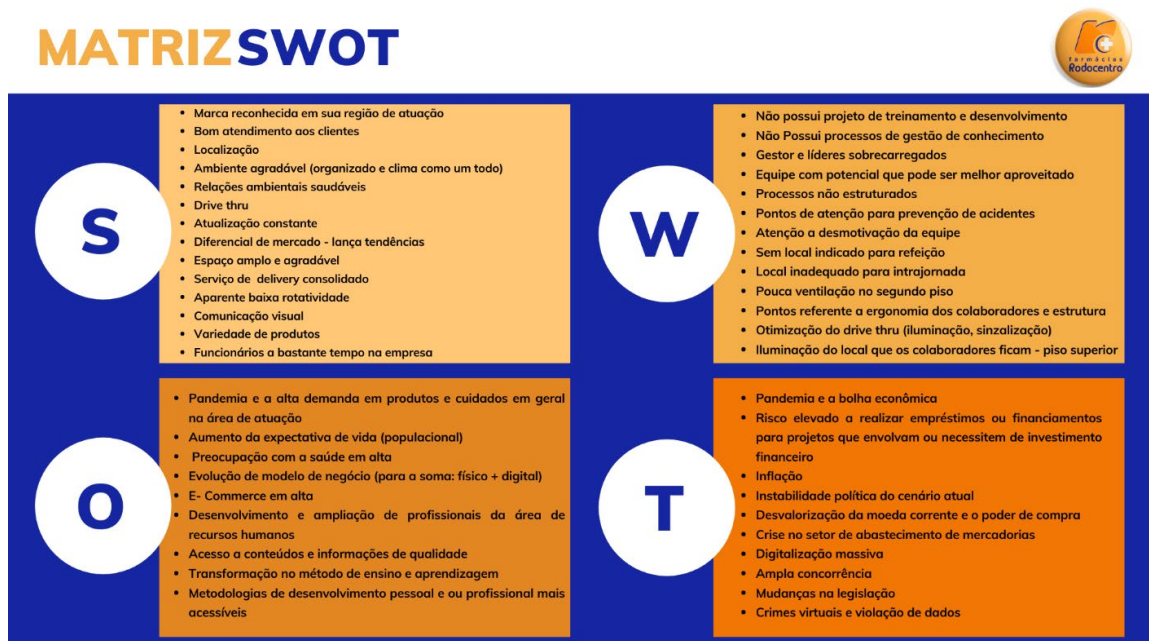 MATRIZ SWOT
farmácias
Rodocentro
S
• Marca reconhecida em sua região de atuação
• Bom atendimento aos clientes
• Localização
• Ambiente agradável (organizado e clima como um todo)
• Relações ambientais saudáveis
• Drive thru
• Atualização constante
• Diferencial de mercado - lança tendências
• Espaço amplo e agradável
• Serviço de delivery consolidado
• Aparente baixa rotatividade
• Comunicação visual
• Variedade de produtos
• Funcionários a bastante tempo na empresa
W
• Não possui projeto de treinamento e desenvolvimento
• Não Possui processos de gestão de conhecimento
• Gestor e líderes sobrecarregados
• Equipe com potencial que pode ser melhor aproveitado
• Processos não estruturados
• Pontos de atenção para prevenção de acidentes
• Atenção a desmotivação da equipe
• Sem local indicado para refeição
• Local inadequado para intrajornada
• Pouca ventilação no segundo piso
• Pontos referente a ergonomia dos colaboradores e estrutura
• Otimização do drive thru (iluminação, sinzalização)
• Iluminação do local que os colaboradores ficam - piso superior
O
• Pandemia e a alta demanda em produtos e cuidados em geral
na área de atuação
• Aumento da expectativa de vida (populacional)
• Preocupação com a saúde em alta
• Evolução de modelo de negócio (para a soma: físico + digital)
• E- Commerce em alta
• Desenvolvimento e ampliação de profissionais da área de
recursos humanos
• Acesso a conteúdos e informações de qualidade
• Transformação no método de ensino e aprendizagem
• Metodologias de desenvolvimento pessoal e ou profissional mais
acessíveis
T
• Pandemia e a bolha econômica
• Risco elevado a realizar empréstimos ou financiamentos
para projetos que envolvam ou necessitem de investimento
financeiro
• Inflação
• Instabilidade política do cenário atual
• Desvalorização da moeda corrente e o poder de compra
• Crise no setor de abastecimento de mercadorias
• Digitalização massiva
• Ampla concorrência
• Mudanças na legislação
• Crimes virtuais e violação de dados